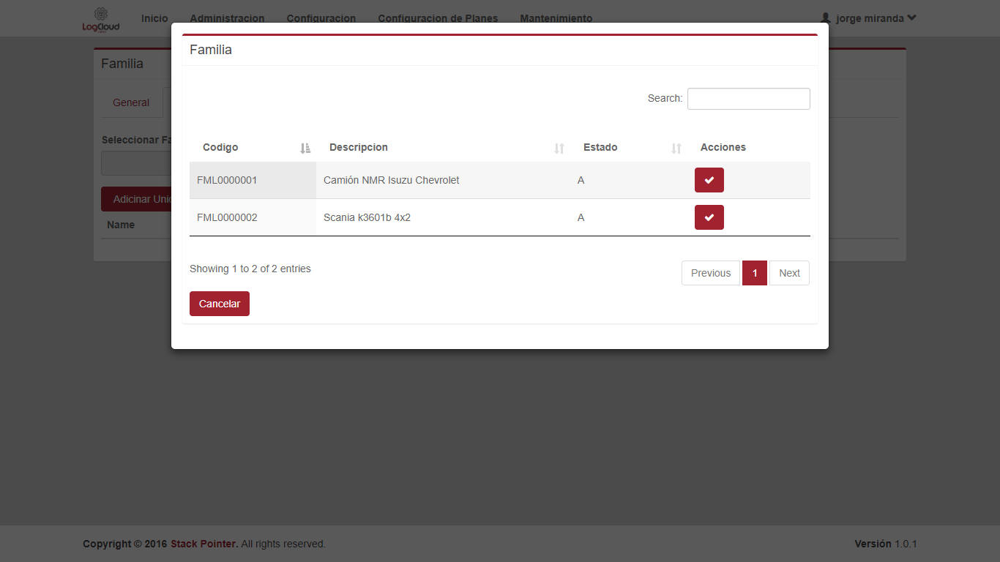 LogCloud
Inicio Administracion Configuracion Configuracion de Planes Mantenimiento jorge miranda
Familia
Familia
General
Search:
Seleccionar Fa
Codigo Descripcion Estado Acciones
FML0000001 Camión NMR Isuzu Chevrolet A
Adicinar Unid
FML0000002 Scania k3601b 4x2 A
Name
Showing 1 to 2 of 2 entries
Previous 1 Next
Cancelar
Copyright © 2016 Stack Pointer. All rights reserved. Versión 1.0.1